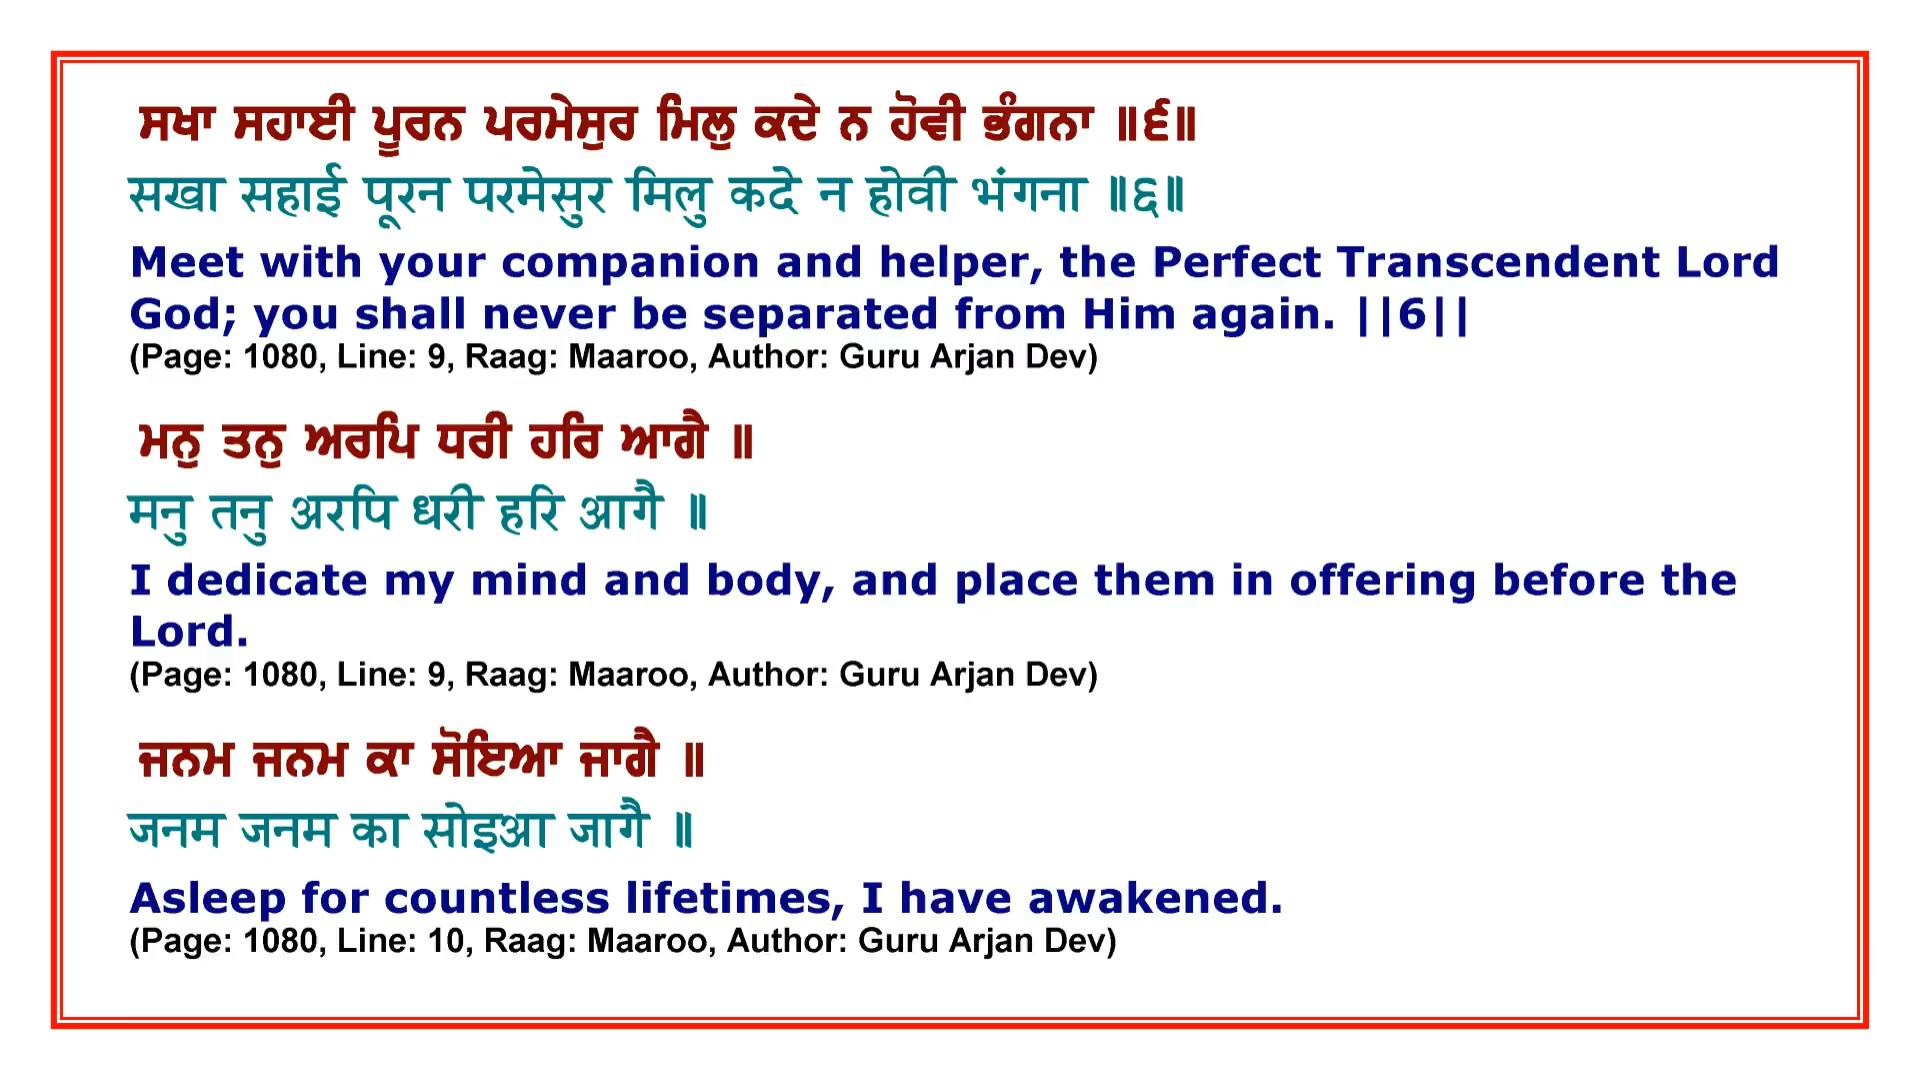 ਸਖਾ ਸਹਾਈ ਪੂਰਨ ਪਰਮੇਸੁਰ ਮਿਲੁ ਕਦੇ ਨ ਹੋਵੀ ਭੰਗਨਾ ॥੬॥
सखा सहाई पूरन परमेसुर मिलु कदे न होवी भंगना ॥६॥
Meet with your companion and helper, the Perfect Transcendent Lord
God; you shall never be separated from Him again. ||6||
(Page: 1080, Line: 9, Raag: Maaroo, Author: Guru Arjan Dev)
ਮਨੁ ਤਨੁ ਅਰਪਿ ਧਰੀ ਹਰਿ ਆਗੈ ॥
मनु तनु अरपि धरी हरि आगै ॥
I dedicate my mind and body, and place them in offering before the
Lord.
(Page: 1080, Line: 9, Raag: Maaroo, Author: Guru Arjan Dev)
ਜਨਮ ਜਨਮ ਕਾ ਸੋਇਆ ਜਾਗੈ ॥
जनम जनम का सोइआ जागै ॥
Asleep for countless lifetimes, I have awakened.
(Page: 1080, Line: 10, Raag: Maaroo, Author: Guru Arjan Dev)